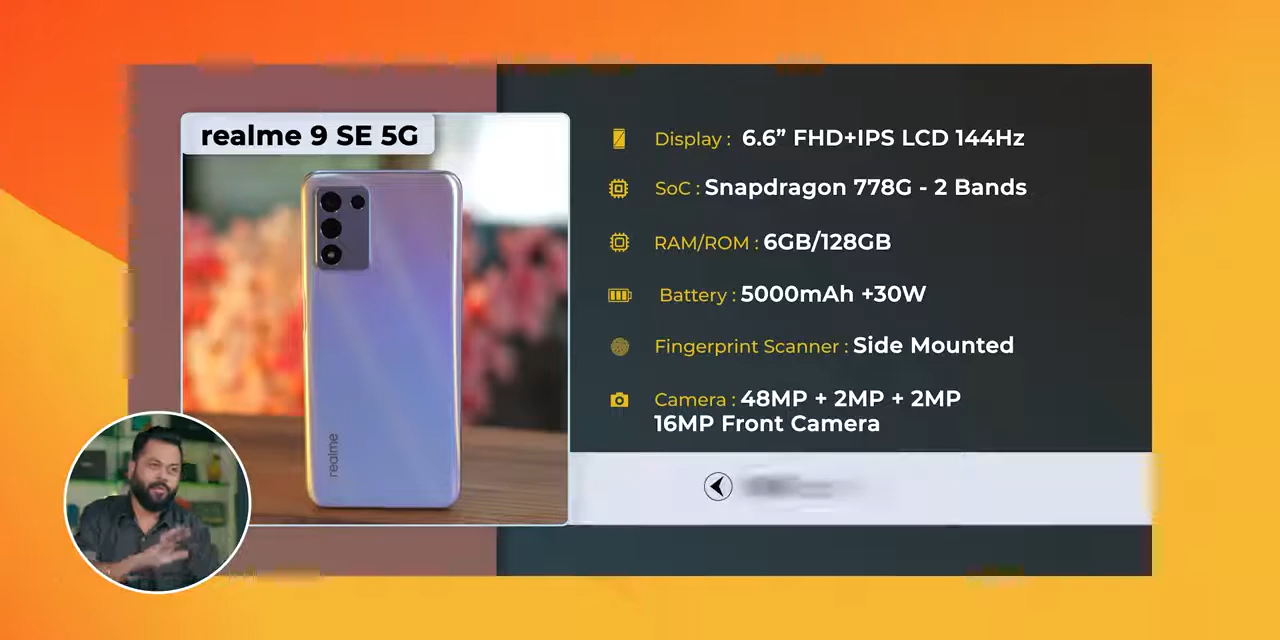 realme 9 SE 5G
realme
Display : 6.6” FHD+IPS LCD 144Hz
SoC : Snapdragon 778G - 2 Bands
RAM/ROM : 6GB/128GB
Battery : 5000mAh +30W
Fingerprint Scanner : Side Mounted
Camera : 48MP + 2MP + 2MP
16MP Front Camera